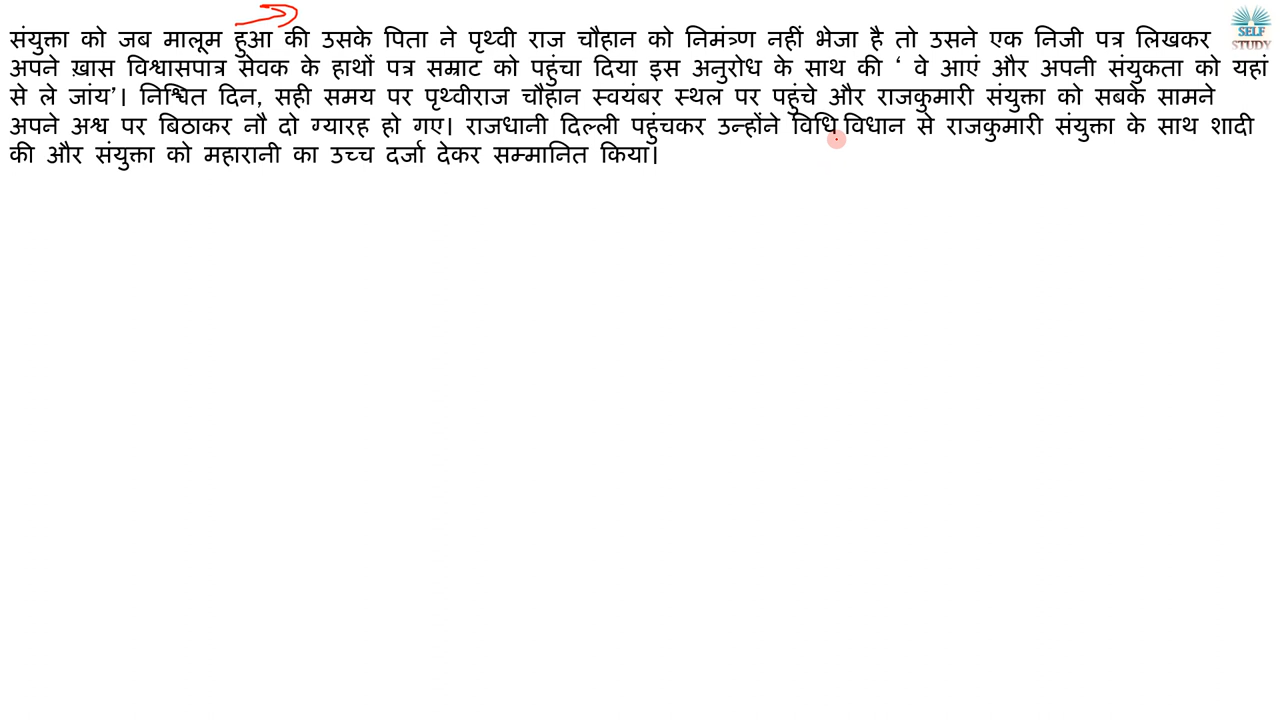 संयुक्ता को जब मालूम हुआ की उसके पिता ने पृथ्वी राज चौहान को निमंत्रण नहीं भेजा है तो उसने एक निजी पत्र लिखकर
अपने ख़ास विश्वासपात्र सेवक के हाथों पत्र सम्राट को पहुंचा दिया इस अनुरोध के साथ की ‘ वे आएं और अपनी संयुकता को यहां
से ले जांय’। निश्चित दिन, सही समय पर पृथ्वीराज चौहान स्वयंबर स्थल पर पहुंचे और राजकुमारी संयुक्ता को सबके सामने
अपने अश्व पर बिठाकर नौ दो ग्यारह हो गए। राजधानी दिल्ली पहुंचकर उन्होंने विधि विधान से राजकुमारी संयुक्ता के साथ शादी
की और संयुक्ता को महारानी का उच्च दर्जा देकर सम्मानित किया।
SELF
STUDY